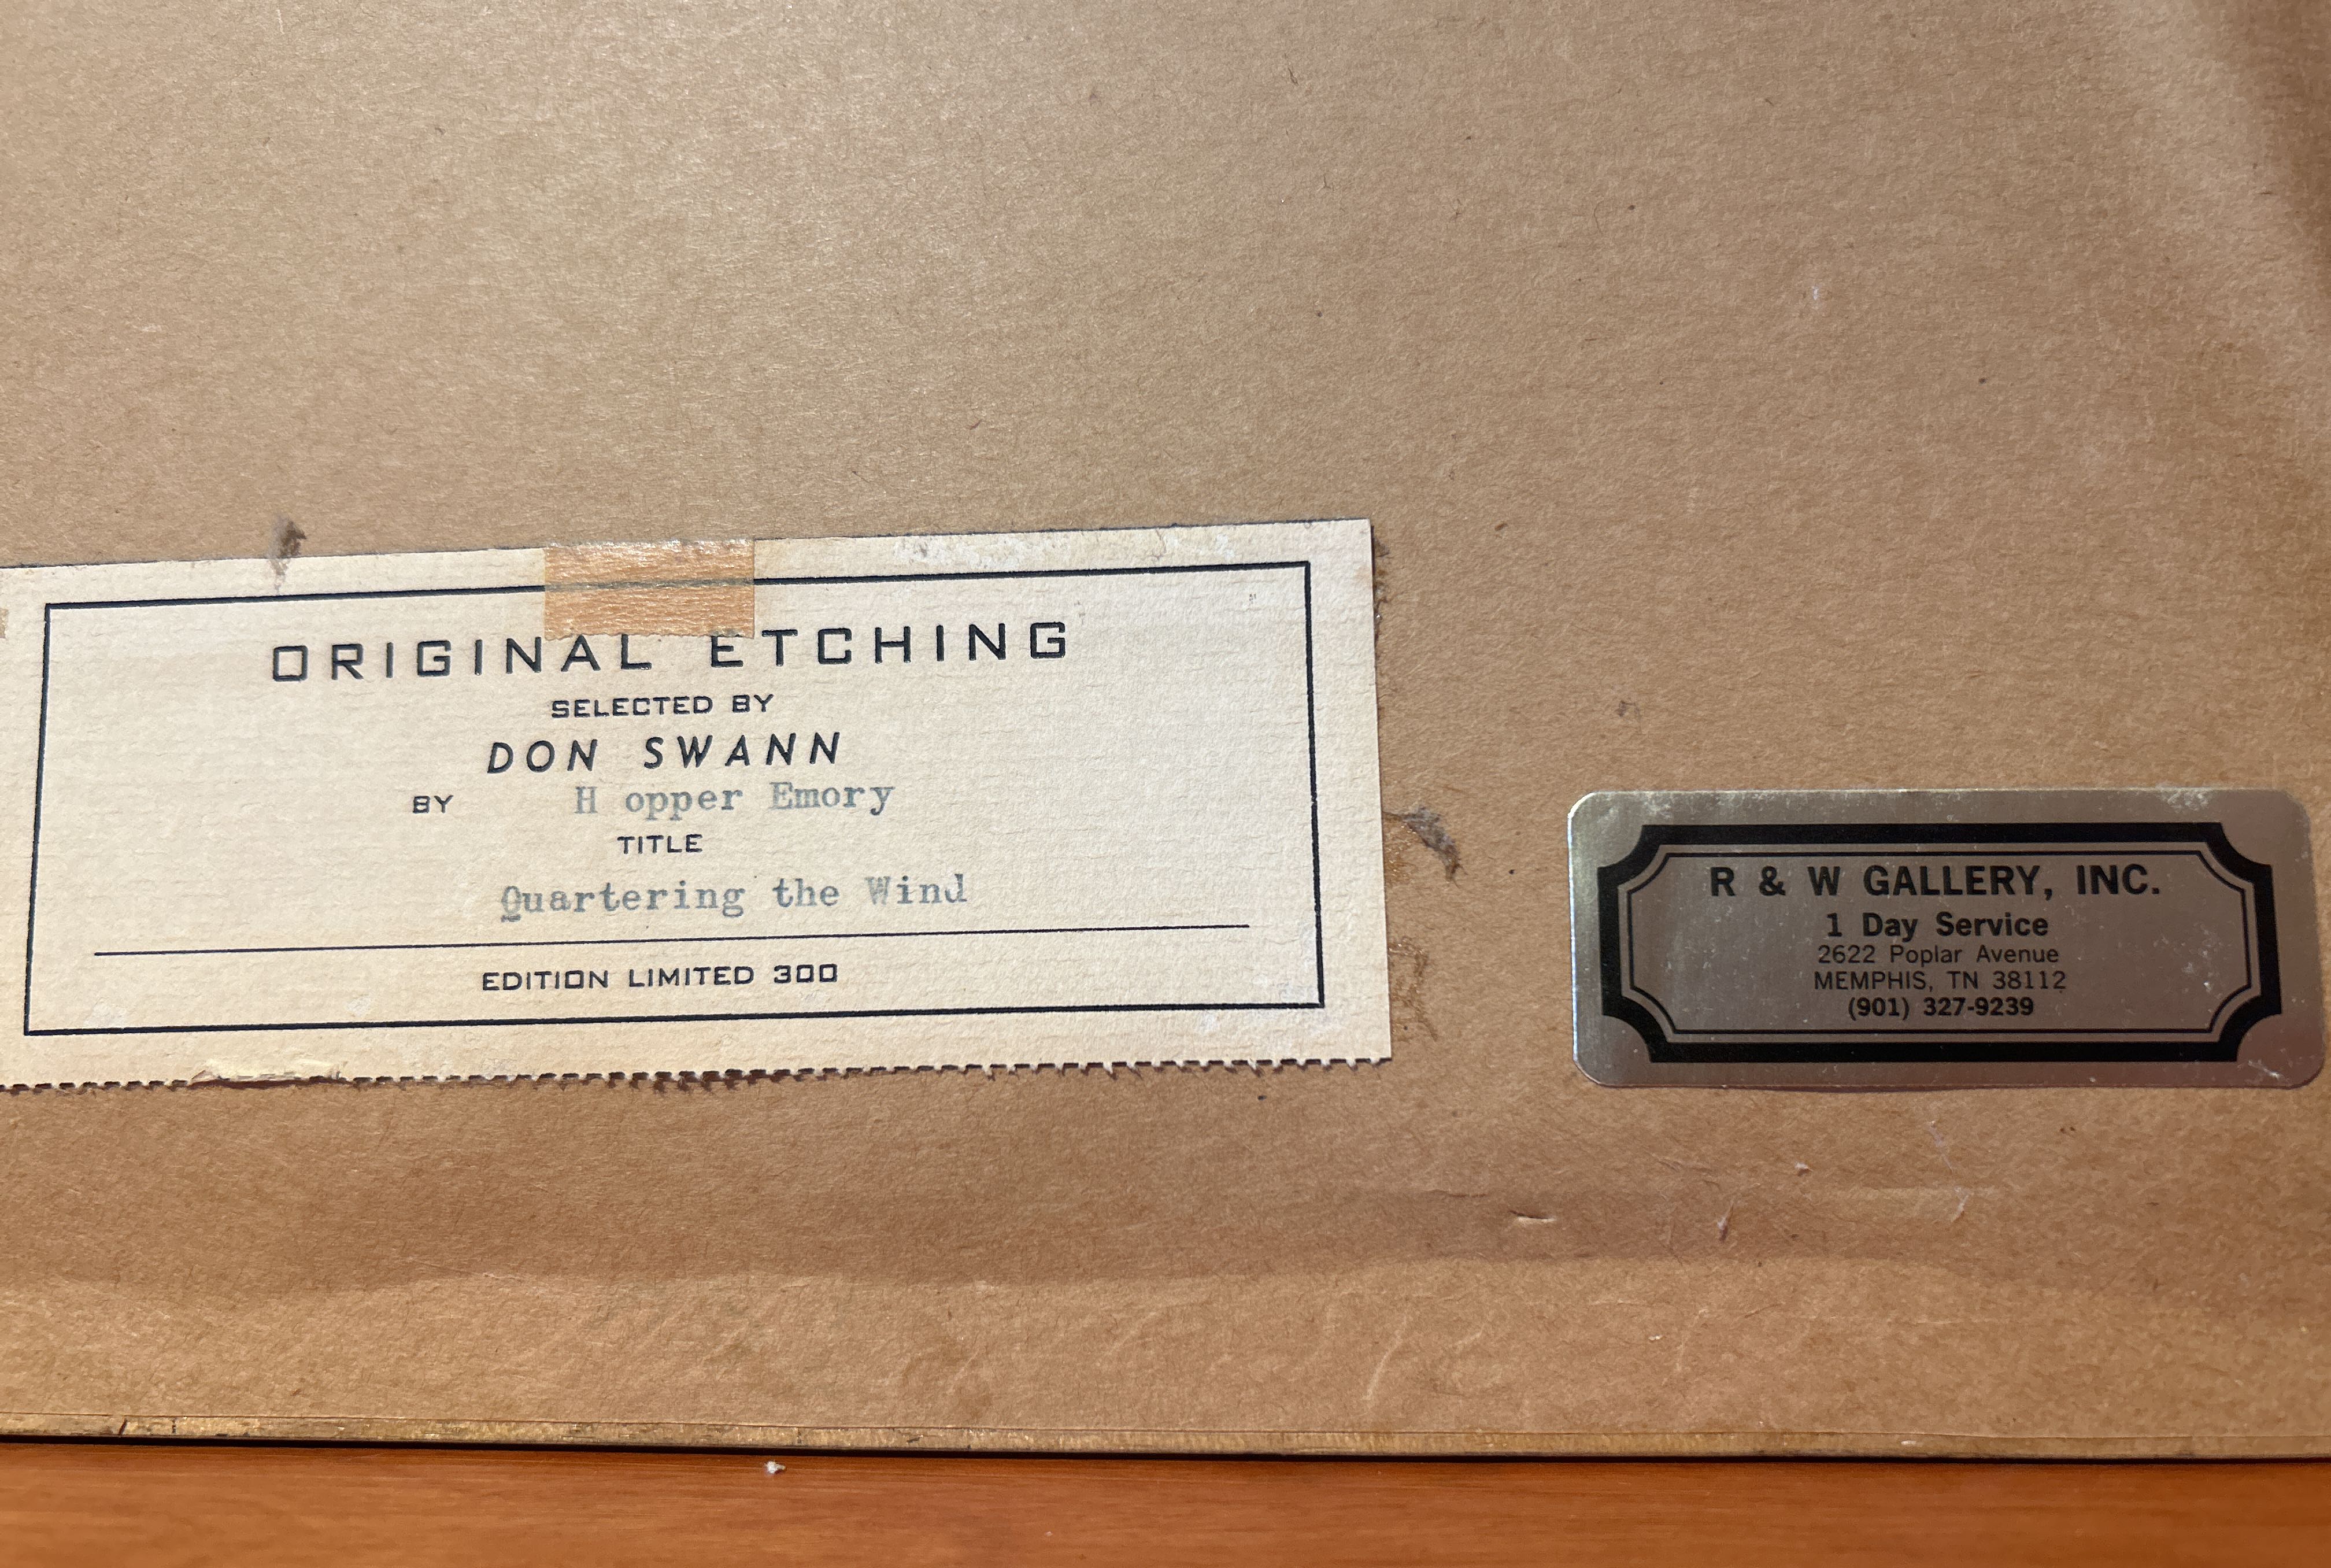 ORIGINAL ETCHING
SELECTED BY
DON SWANN
BY H opper Emory
TITLE
Quartering the Wind
EDITION LIMITED 300
R & W GALLERY, INC.
1 Day Service
2622 Poplar Avenue
MEMPHIS, TN 38112
(901) 327-9239